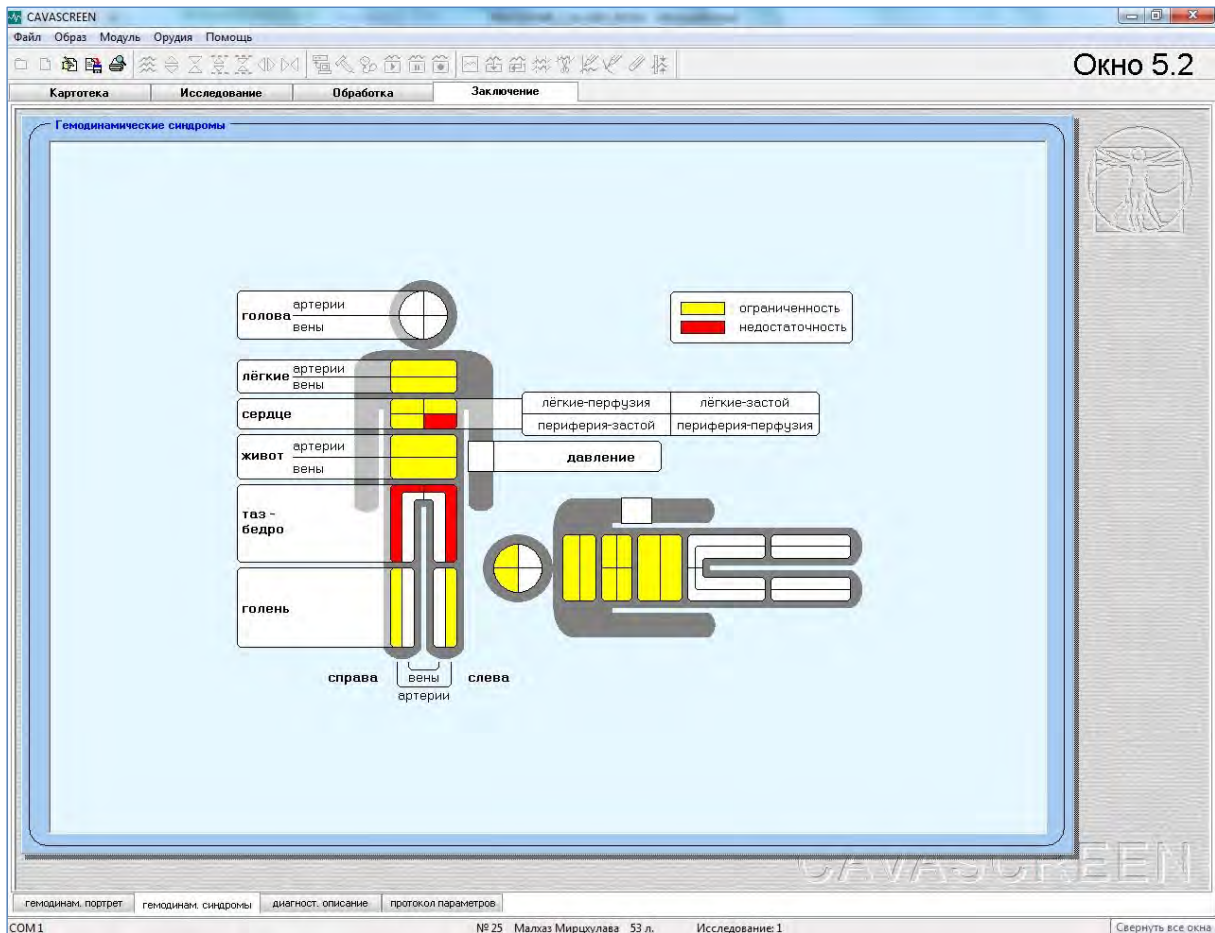 CAVASCREEN
Файл Образ Модуль Орудия Помощь
Окно 5.2
Картотека Исследование Обработка Заключение
Гемодинамические синдромы
голова артерии
вены
ограниченность
недостаточность
лёгкие артерии
вены
сердце
лёгкие-перфузия лёгкие-застой
периферия-застой периферия-перфузия
живот артерии
вены
давление
таз -
бедро
голень
справа вены слева
артерии
CAVASCREEN
гемодинам. портрет гемодинам. синдромы диагност. описание протокол параметров
COM1 № 25 Малхаз Мирцхулава 53 л. Исследование: 1 Свернуть все окна